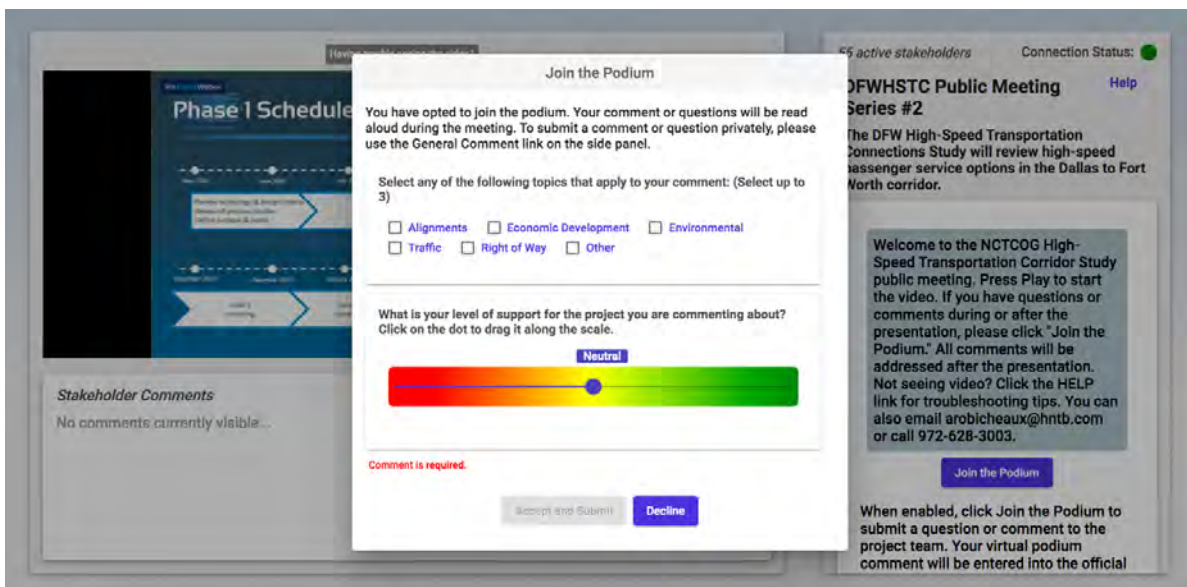 Join the Podium
You have opted to join the podium. Your comment or questions will be read
aloud during the meeting. To submit a comment or question privately, please
use the General Comment link on the side panel.
Select any of the following topics that apply to your comment: (Select up to
3)
Alignments Economic Development Environmental
Traffic Right of Way Other
What is your level of support for the project you are commenting about?
Click on the dot to drag it along the scale.
Neutral
Comment is required.
Accept and Submit Decline
Phase 1 Schedule
Stakeholder Comments
No comments currently visible...
55 active stakeholders Connection Status:
DFWHSTC Public Meeting Help
Series #2
The DFW High-Speed Transportation
Connections Study will review high-speed
passenger service options in the Dallas to Fort
Worth corridor.
Welcome to the NCTCOG High-
Speed Transportation Corridor Study
public meeting. Press Play to start
the video. If you have questions or
comments during or after the
presentation, please click "Join the
Podium." All comments will be
addressed after the presentation.
Not seeing video? Click the HELP
link for troubleshooting tips. You can
also email arobicheaux@hntb.com
or call 972-628-3003.
Join the Podium
When enabled, click Join the Podium to
submit a question or comment to the
project team. Your virtual podium
comment will be entered into the official